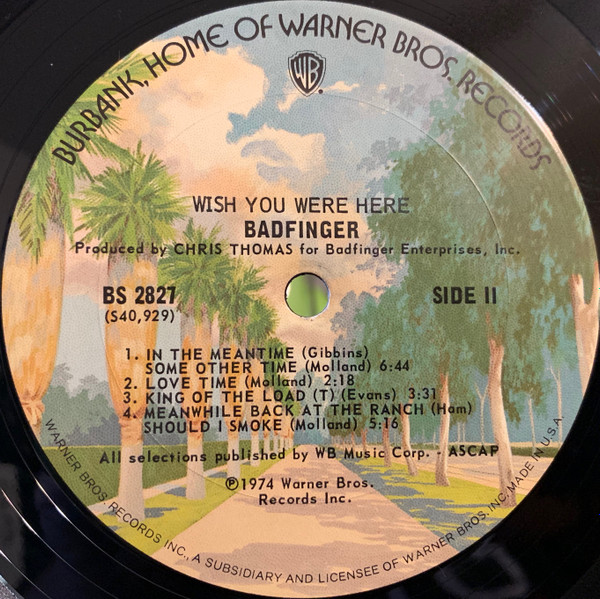 BURBANK, HOME OF WARNER BROS. RECORDS
WB
WISH YOU WERE HERE
BADFINGER
Produced by CHRIS THOMAS for Badfinger Enterprises, Inc.
BS 2827
(S40,929)
SIDE II
1. IN THE MEANTIME (Gibbins)
SOME OTHER TIME (Molland) 6:44
2. LOVE TIME (Molland) 2:18
3. KING OF THE LOAD (T) (Evans) 3:31
4. MEANWHILE BACK AT THE RANCH (Ham)
SHOULD I SMOKE (Molland) 5:16
All selections published by WB Music Corp. - ASCAP
℗1974 Warner Bros.
Records Inc.
WARNER BROS. RECORDS INC., A SUBSIDIARY AND LICENSEE OF WARNER BROS. INC. MADE IN U.S.A.